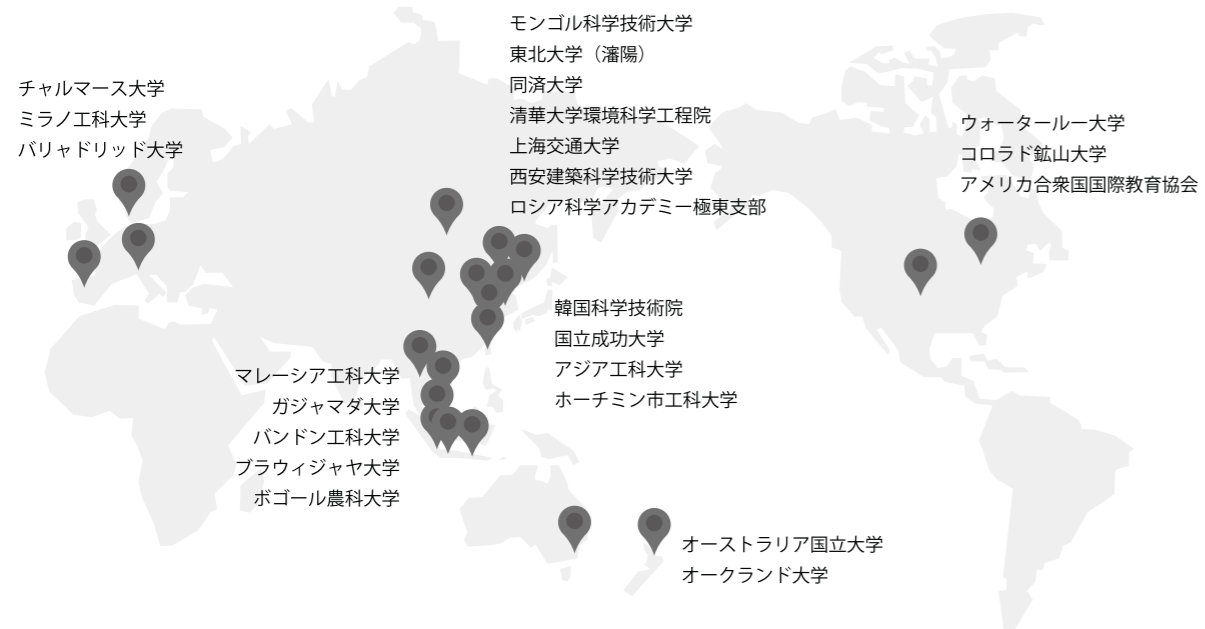 チャルマース大学
ミラノ工科大学
バリャドリッド大学
モンゴル科学技術大学
東北大学（瀋陽）
同済大学
清華大学環境科学工程院
上海交通大学
西安建築科学技術大学
ロシア科学アカデミー極東支部
ウォータールー大学
コロラド鉱山大学
アメリカ合衆国国際教育協会
韓国科学技術院
国立成功大学
アジア工科大学
ホーチミン市工科大学
マレーシア工科大学
ガジャマダ大学
バンドン工科大学
ブラウィジャヤ大学
ボゴール農科大学
オーストラリア国立大学
オークランド大学